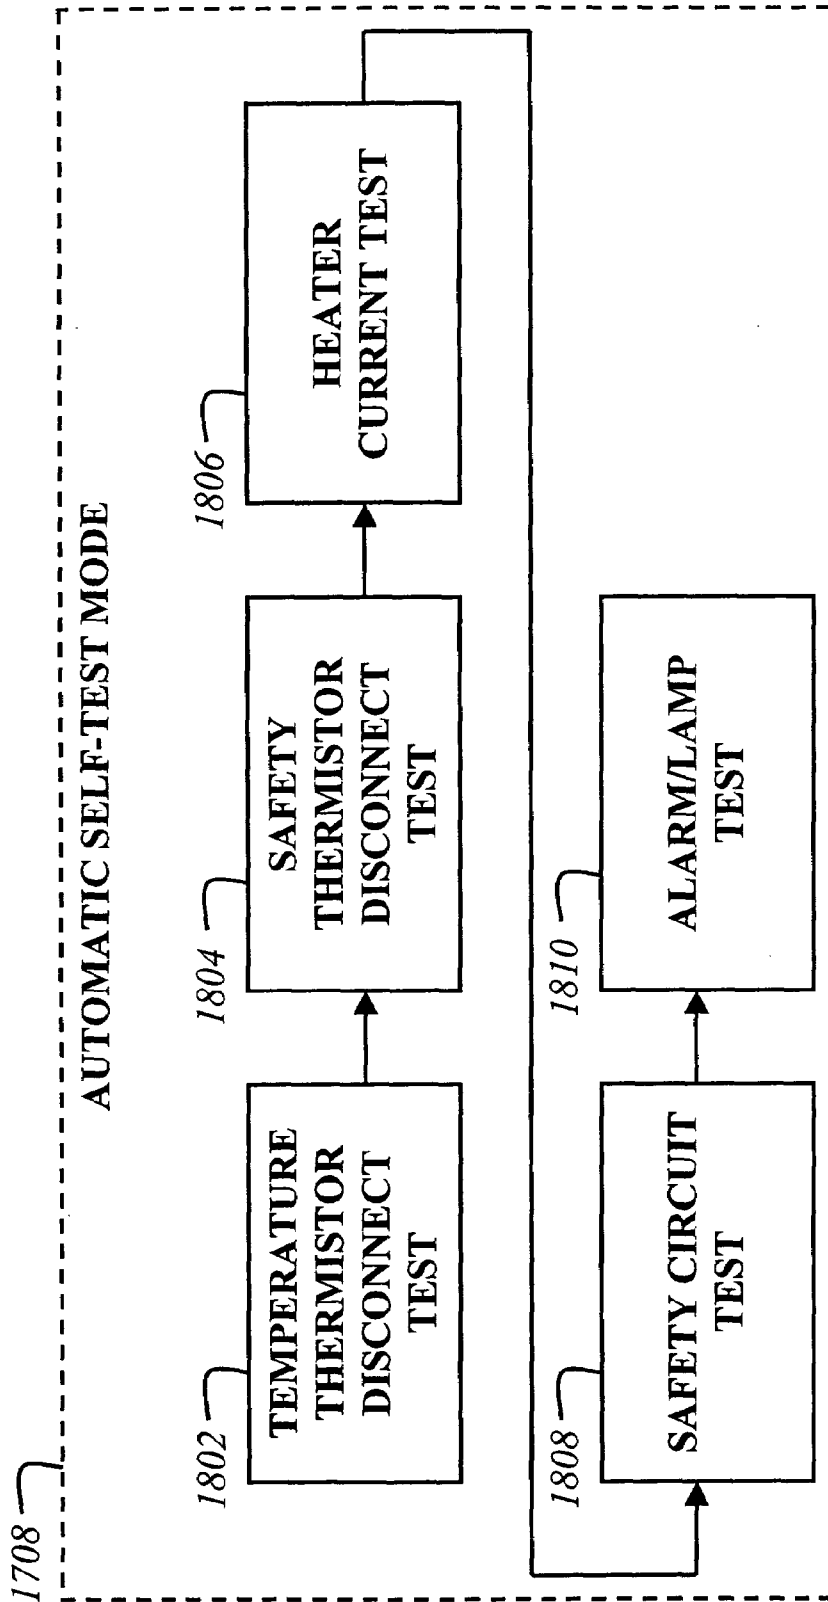 1708
AUTOMATIC SELF-TEST MODE
1802
TEMPERATURE
THERMISTOR
DISCONNECT
TEST
1804
SAFETY
THERMISTOR
DISCONNECT
TEST
1806
HEATER
CURRENT TEST
1808
SAFETY CIRCUIT
TEST
1810
ALARM/LAMP
TEST